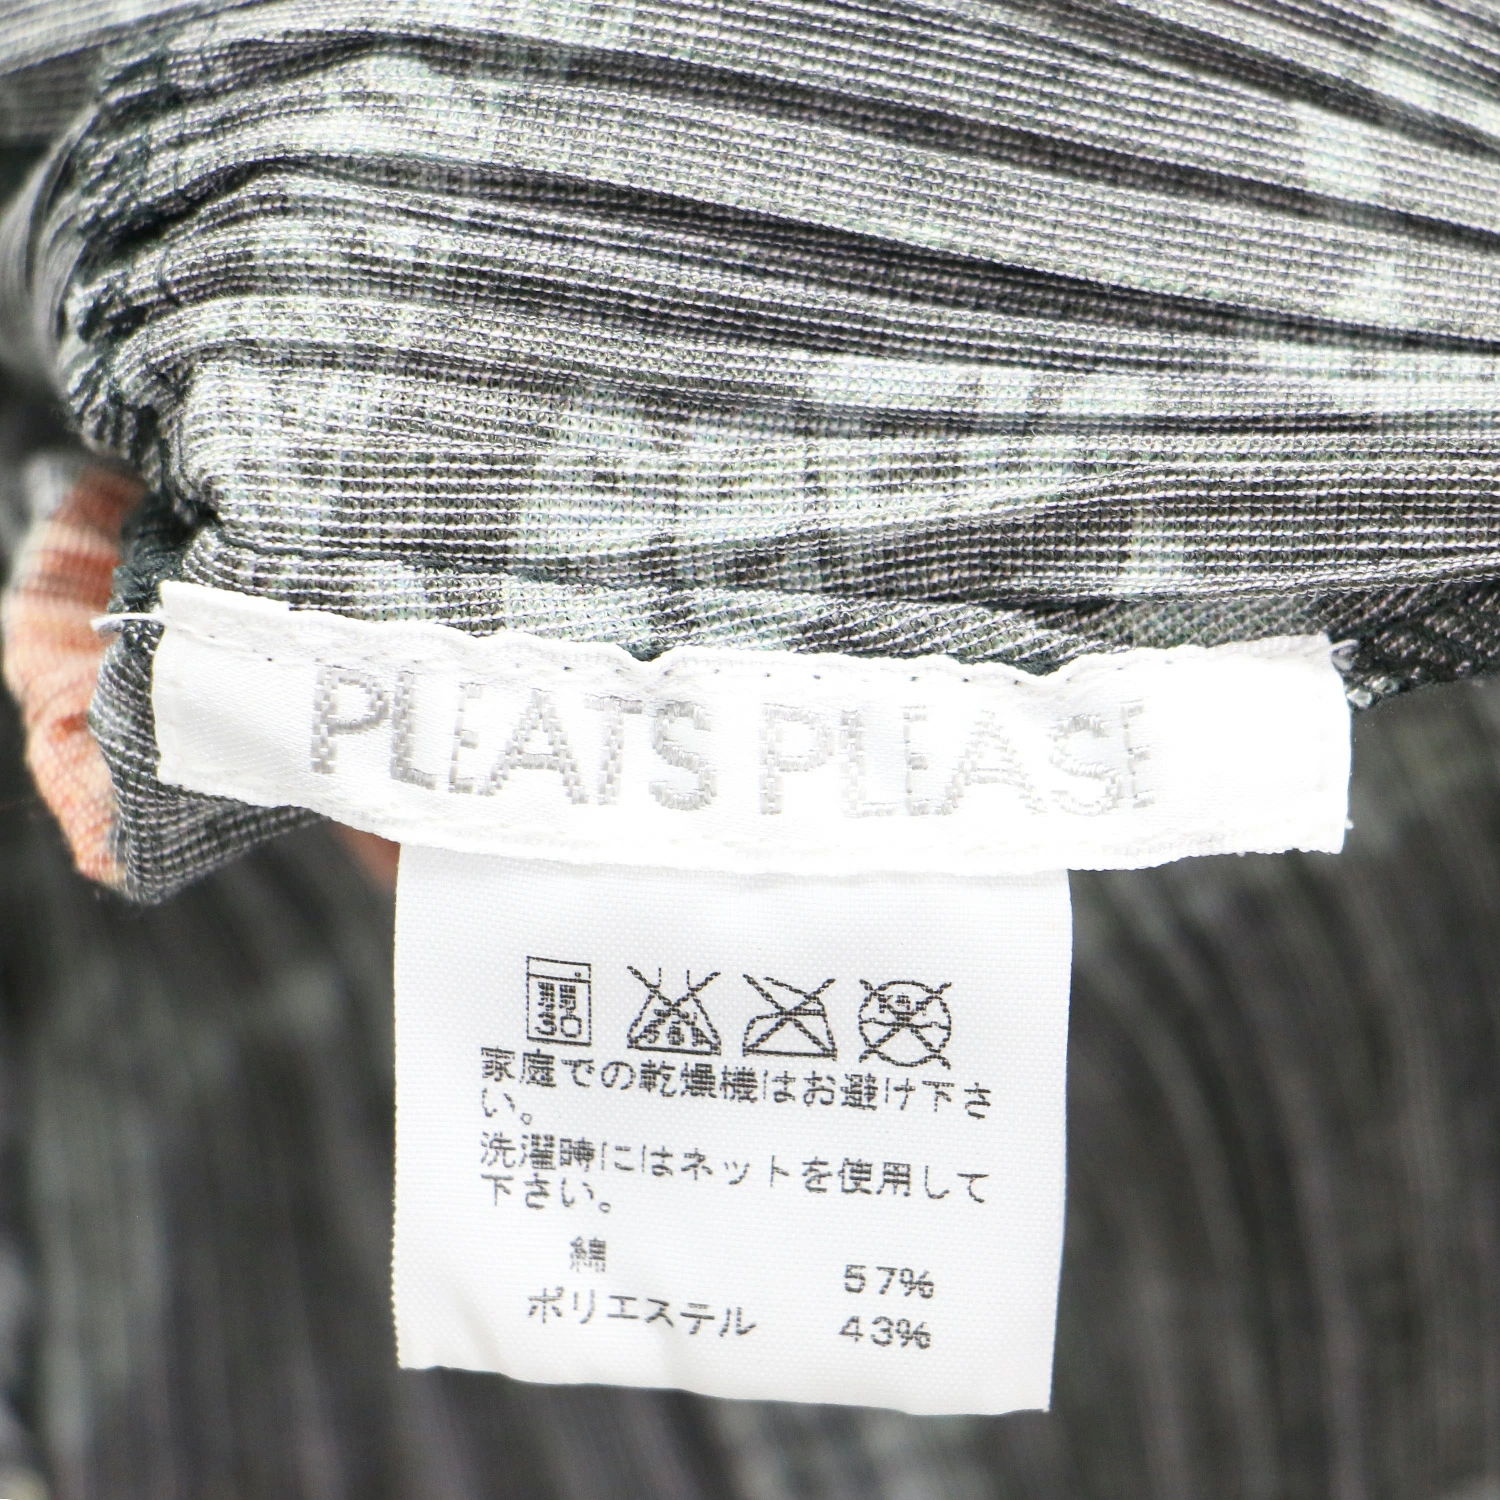 PLEATS PLEASE
30
家庭での乾燥機はお避け下さ
い。
洗濯時にはネットを使用して
下さい。
綿 57%
ポリエステル 43%